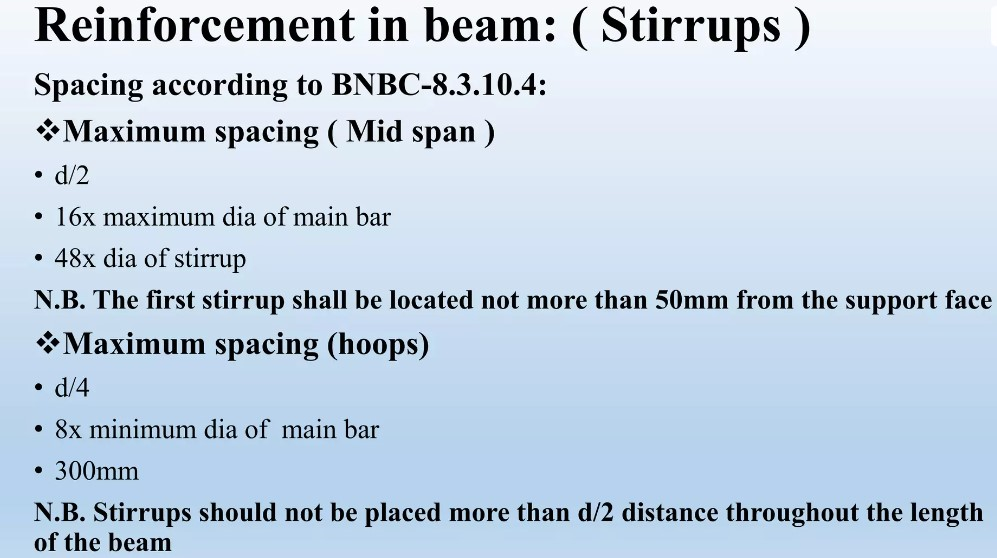 Reinforcement in beam: ( Stirrups )
Spacing according to BNBC-8.3.10.4:
❖Maximum spacing ( Mid span )
• d/2
• 16x maximum dia of main bar
• 48x dia of stirrup
N.B. The first stirrup shall be located not more than 50mm from the support face
❖Maximum spacing (hoops)
• d/4
• 8x minimum dia of  main bar
• 300mm
N.B. Stirrups should not be placed more than d/2 distance throughout the length
of the beam